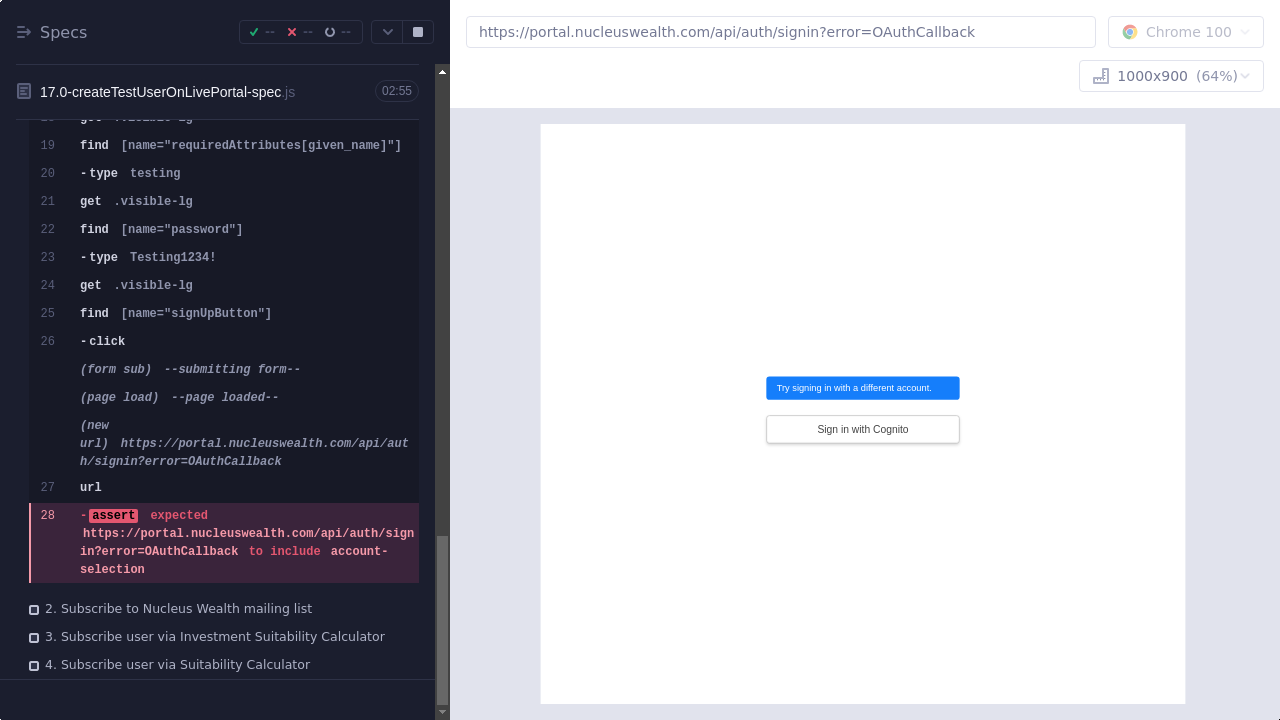 Specs
--
--
--
https://portal.nucleuswealth.com/api/auth/signin?error=OAuthCallback
Chrome 100
1000x900 (64%)
17.0-createTestUserOnLivePortal-spec.js
02:55
19 find [name="requiredAttributes[given_name]"]
20 -type testing
21 get .visible-lg
22 find [name="password"]
23 -type Testing1234!
24 get .visible-lg
25 find [name="signUpButton"]
26 -click
(form sub) --submitting form--
(page load) --page loaded--
(new
url) https://portal.nucleuswealth.com/api/aut
h/signin?error=OAuthCallback
27 url
28 -assert expected
https://portal.nucleuswealth.com/api/auth/sign
in?error=OAuthCallback to include account-
selection
2. Subscribe to Nucleus Wealth mailing list
3. Subscribe user via Investment Suitability Calculator
4. Subscribe user via Suitability Calculator
Try signing in with a different account.
Sign in with Cognito